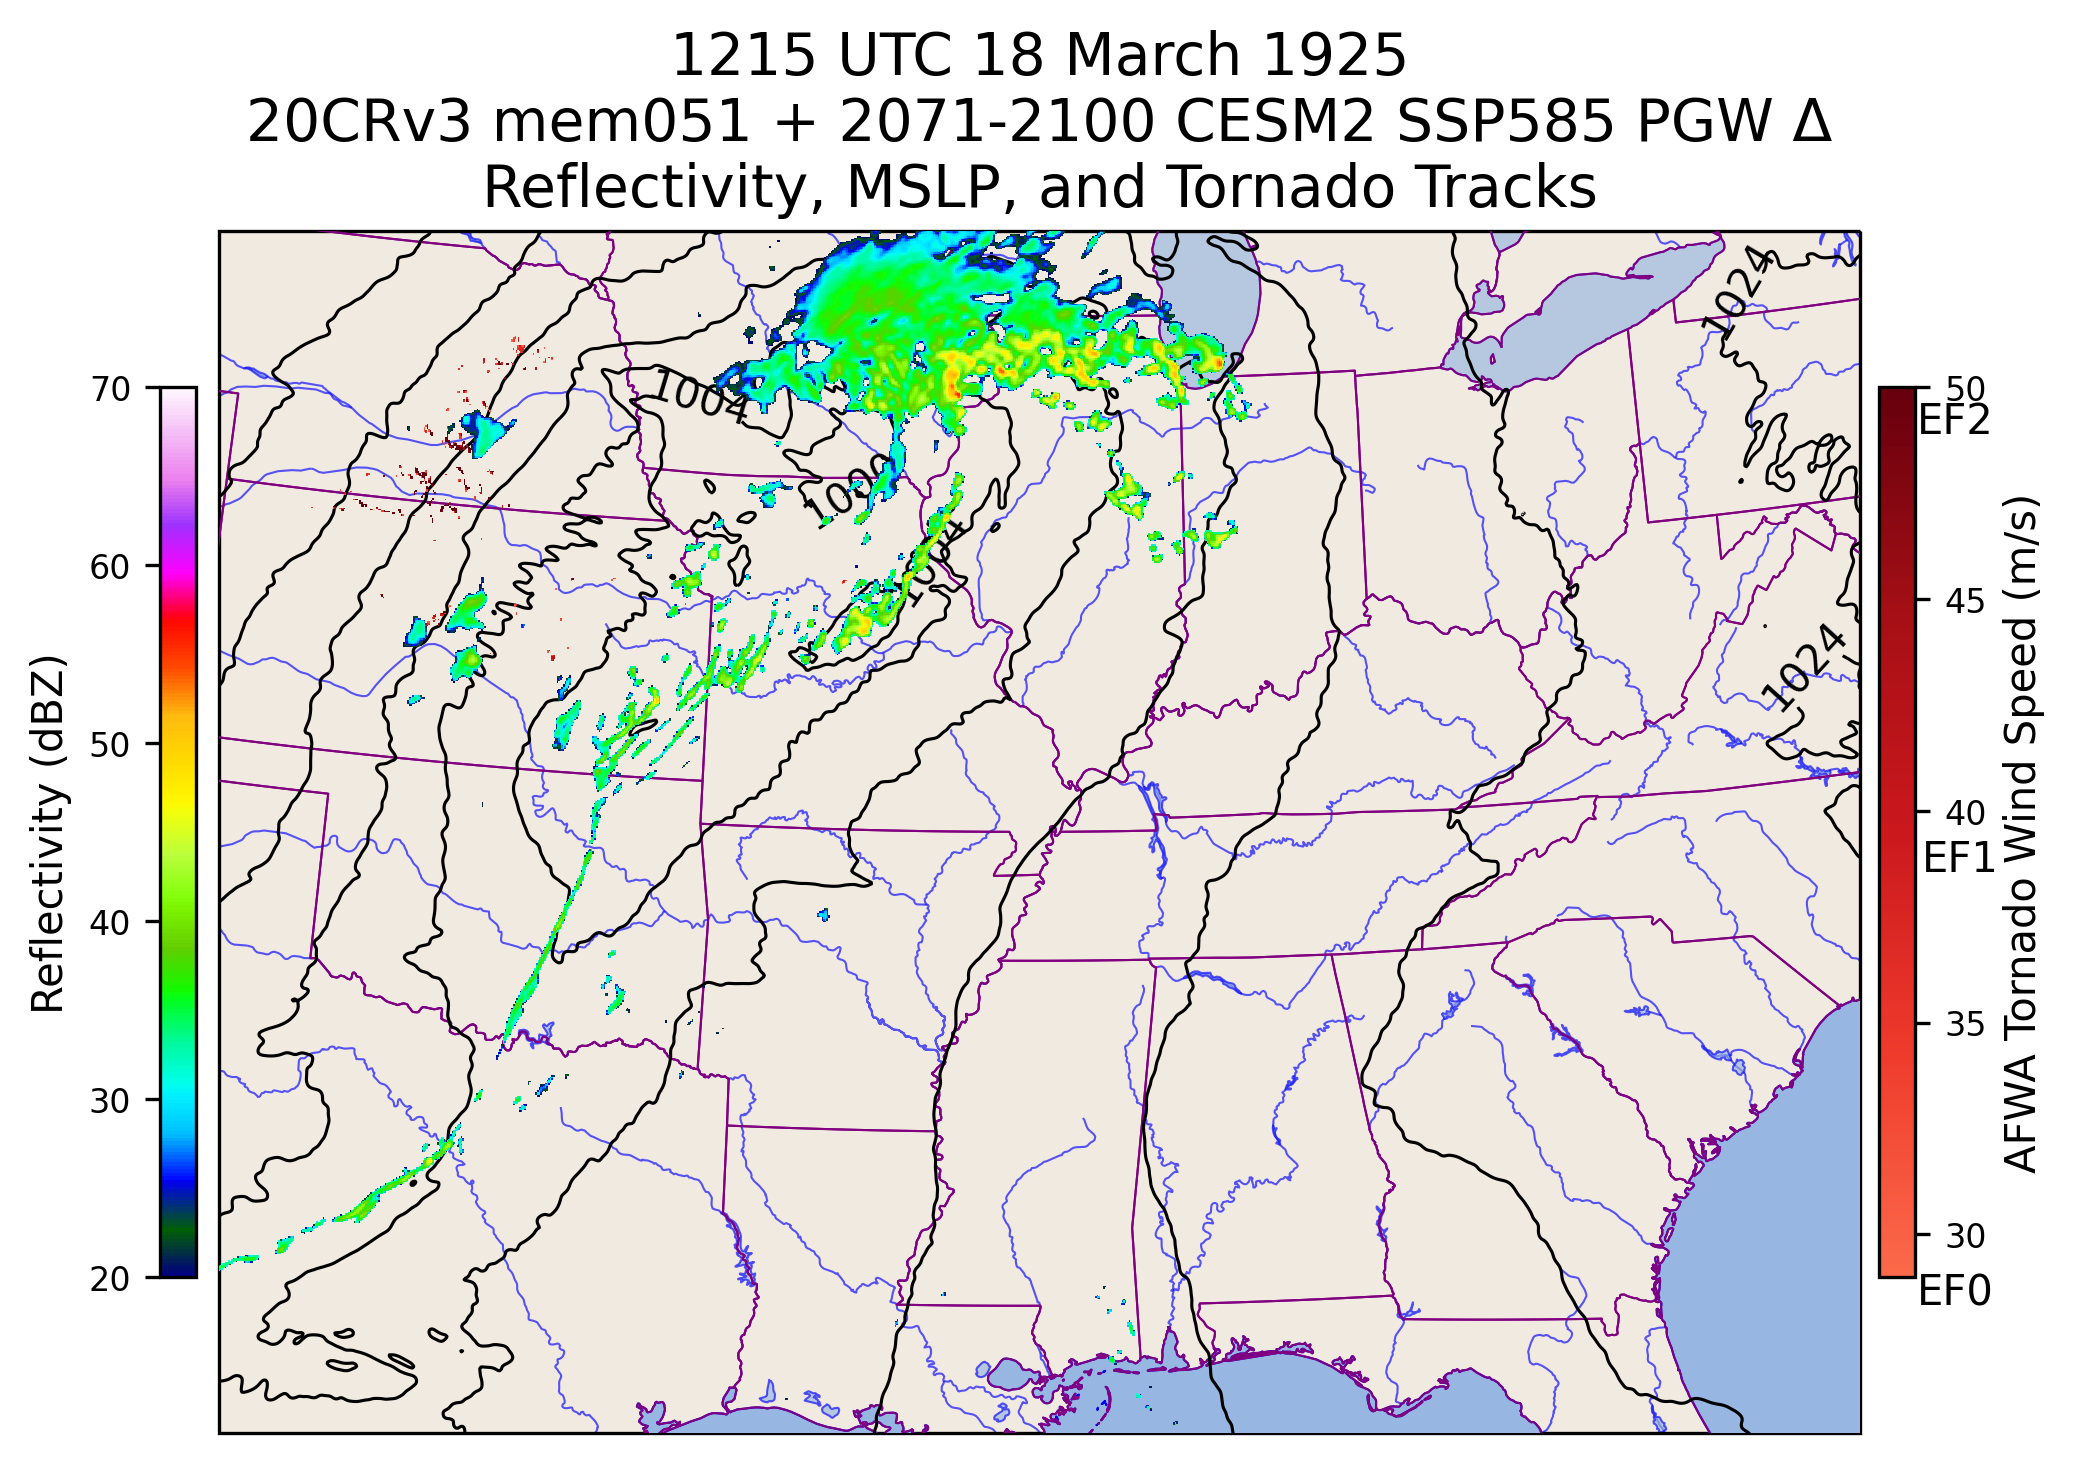 1215 UTC 18 March 1925
20CRv3 mem051 + 2071-2100 CESM2 SSP585 PGW Δ
Reflectivity, MSLP, and Tornado Tracks
Reflectivity (dBZ)
70
60
50
40
30
20
1004
1004
1024
1024
50
EF2
45
40
EF1
35
30
EF0
AFWA Tornado Wind Speed (m/s)